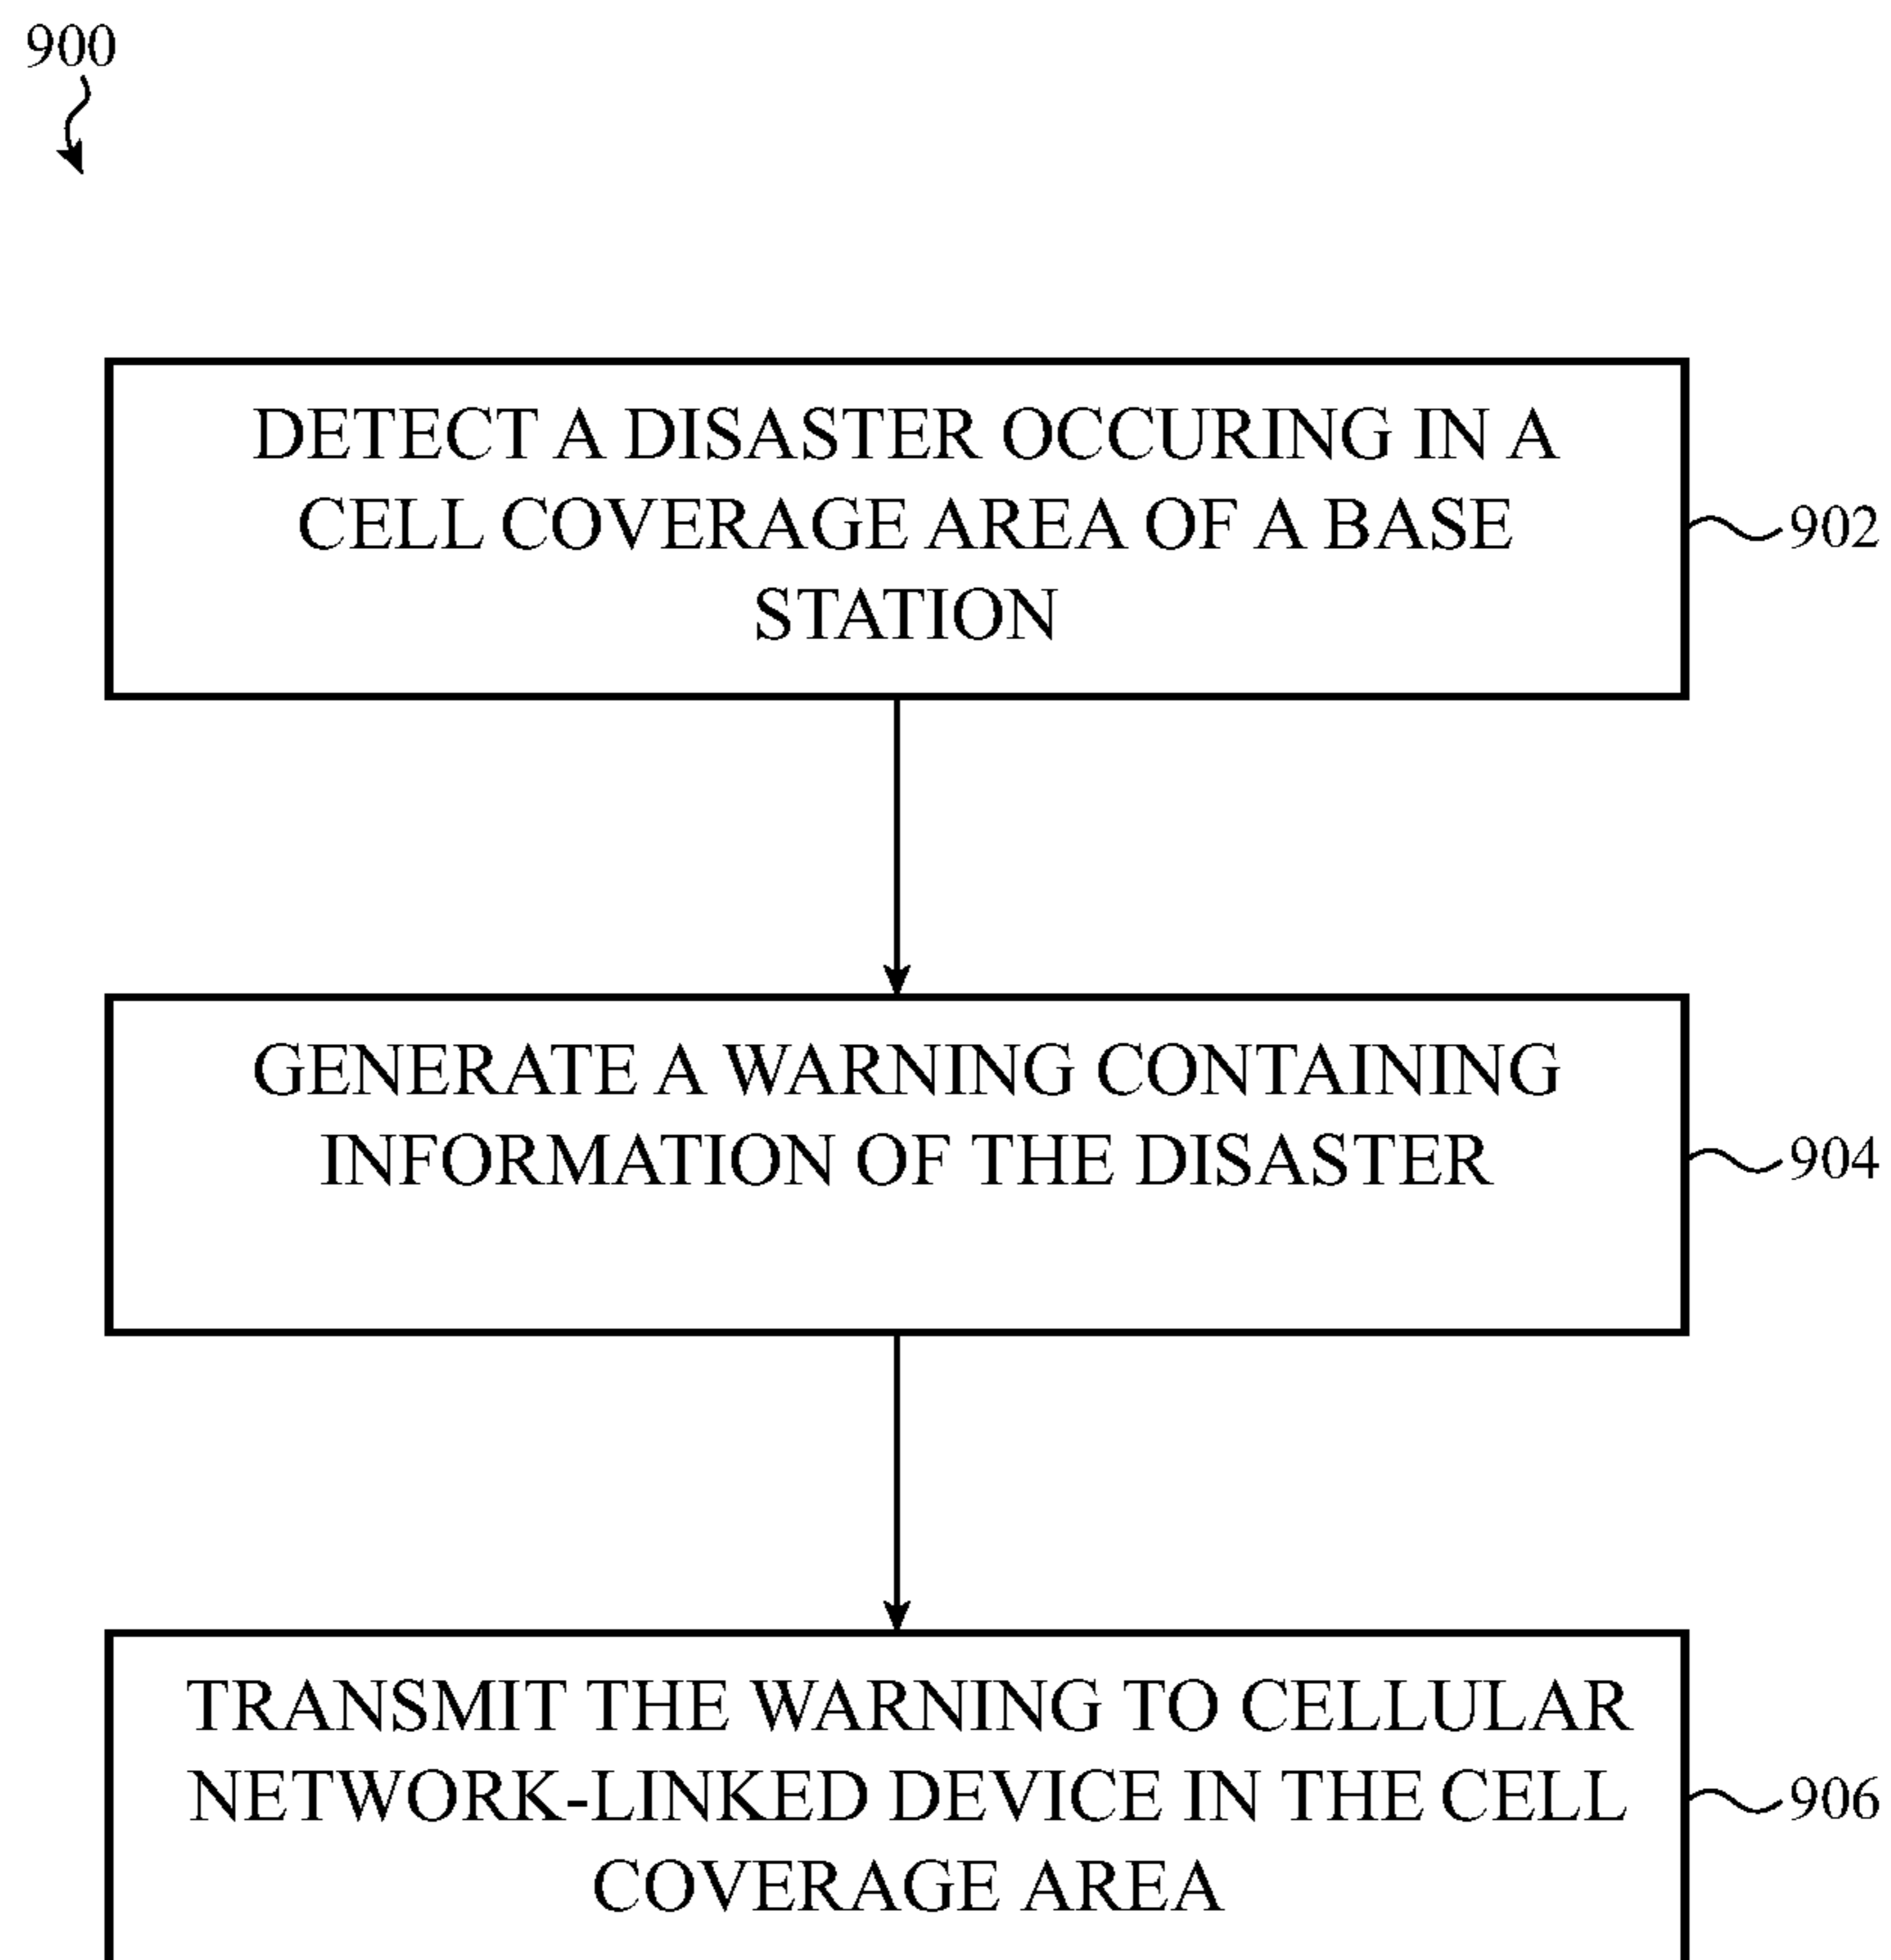 900
DETECT A DISASTER OCCURING IN A
CELL COVERAGE AREA OF A BASE
STATION
902
GENERATE A WARNING CONTAINING
INFORMATION OF THE DISASTER
904
TRANSMIT THE WARNING TO CELLULAR
NETWORK-LINKED DEVICE IN THE CELL
COVERAGE AREA
906